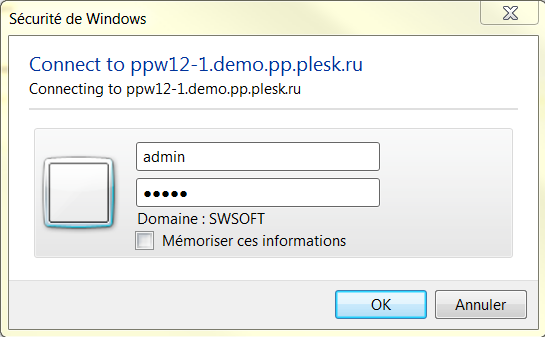 Sécurité de Windows
Connect to ppw12-1.demo.pp.plesk.ru
Connecting to ppw12-1.demo.pp.plesk.ru
admin
●●●●●
Domaine : SWSOFT
Mémoriser ces informations
OK
Annuler